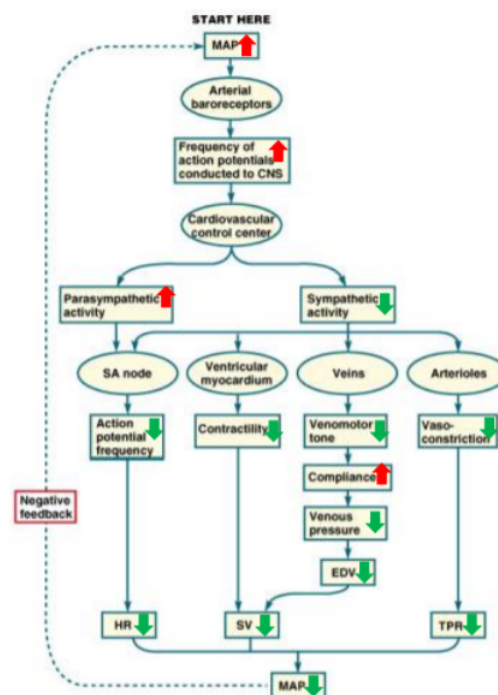 START HERE
MAP
Arterial
baroreceptors
Frequency of
action potentials
conducted to CNS
Cardiovascular
control center
Parasympathetic
activity
Sympathetic
activity
SA node
Ventricular
myocardium
Veins
Arterioles
Action
potential
frequency
Contractility
Venomotor
tone
Vaso-
constriction
Compliance
Negative
feedback
Venous
pressure
EDV
HR
SV
TPR
MAP